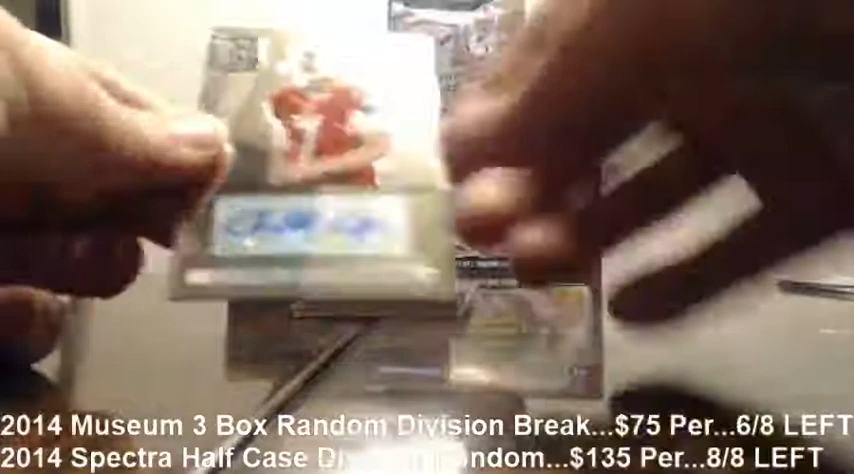 2014 Museum 3 Box Random Division Break...$75 Per...6/8 LEFT
2014 Spectra Half Case ...$135 Per...8/8 LEFT